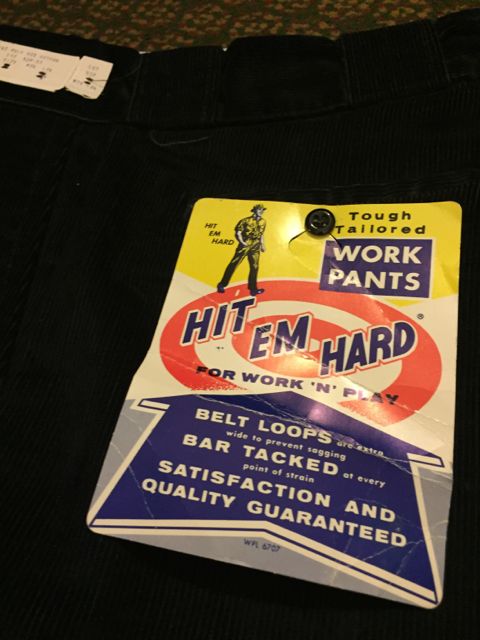 HIT
EM
HARD
Tough
Tailored
WORK
PANTS
HIT EM HARD®
FOR WORK 'N' PLAY
BELT LOOPS are extra
wide to prevent sagging
BAR TACKED at every
point of strain
SATISFACTION AND
QUALITY GUARANTEED
WPL 6707